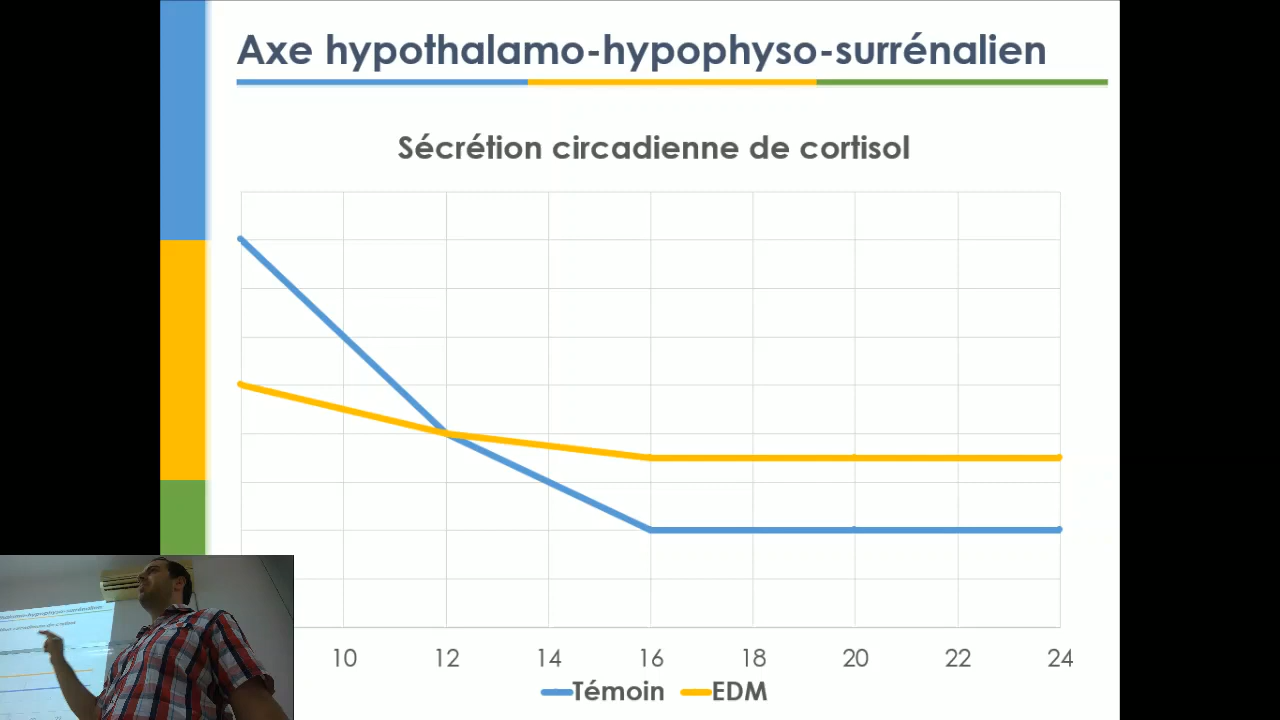 Axe hypothalamo-hypophyso-surrénalien
Sécrétion circadienne de cortisol
10 12 14 16 18 20 22 24
Témoin EDM